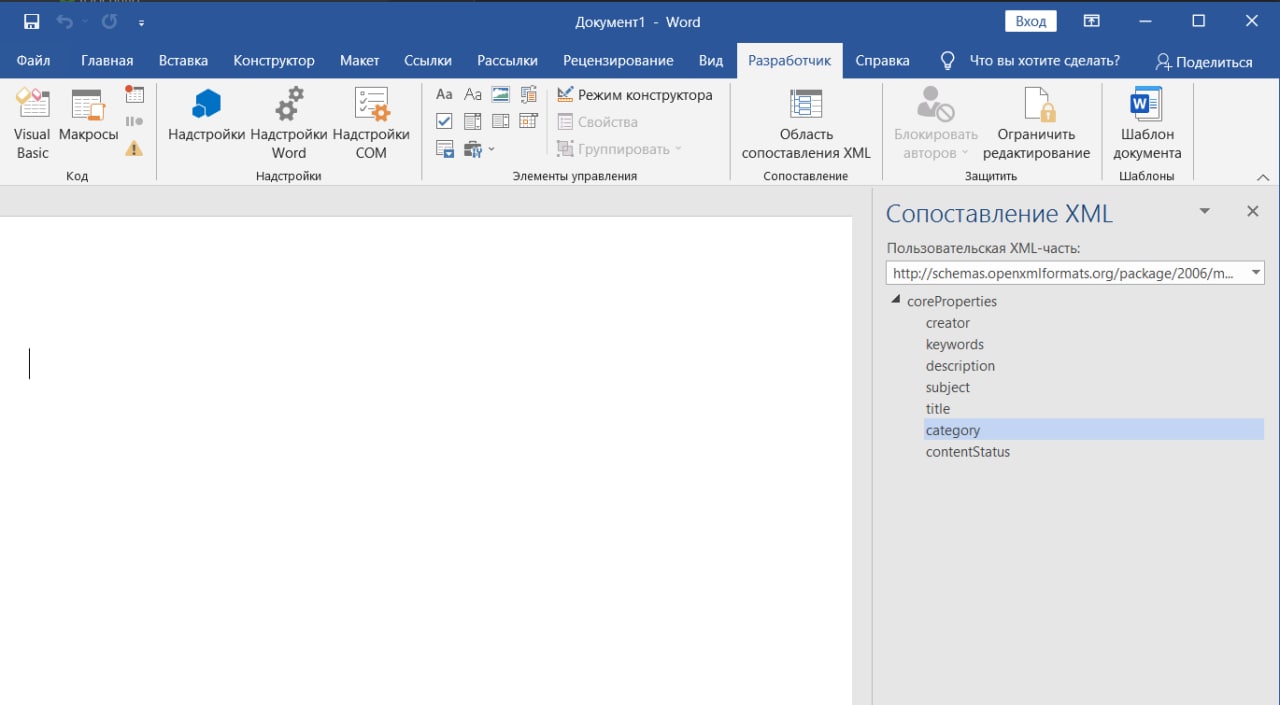 Документ1 - Word
Вход
Файл Главная Вставка Конструктор Макет Ссылки Рассылки Рецензирование Вид Разработчик Справка Что вы хотите сделать? Поделиться
Visual Basic
Макросы
Код
Надстройки
Надстройки Word
Надстройки COM
Надстройки
Aa Aa
Режим конструктора
Свойства
Группировать
Элементы управления
Область сопоставления XML
Сопоставление
Блокировать авторов
Ограничить редактирование
Защитить
Шаблон документа
Шаблоны
Сопоставление XML
Пользовательская XML-часть:
http://schemas.openxmlformats.org/package/2006/m...
coreProperties
creator
keywords
description
subject
title
category
contentStatus